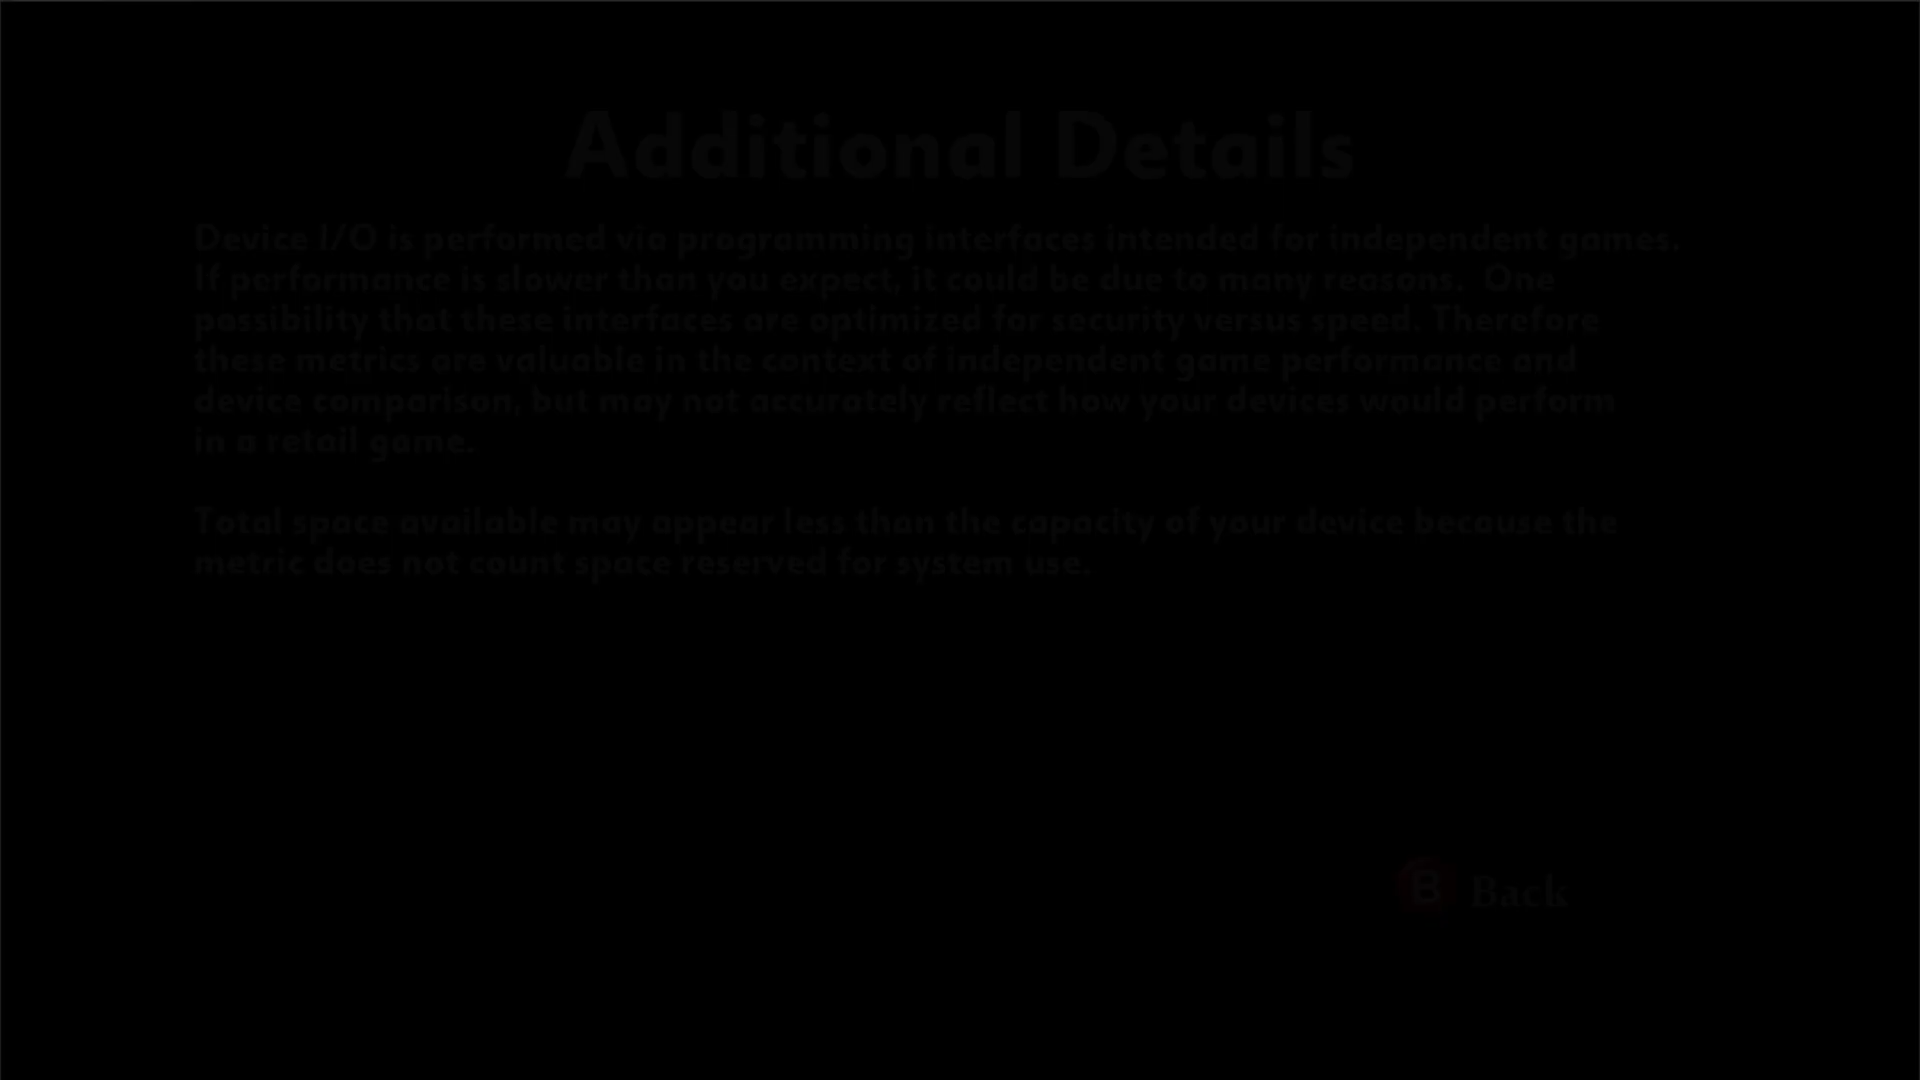 Additional Details
Device I/O is performed via programming interfaces intended for independent games.
If performance is slower than you expect, it could be due to many reasons.  One
possibility that these interfaces are optimized for security versus speed. Therefore
these metrics are valuable in the context of independent game performance and
device comparison, but may not accurately reflect how your devices would perform
in a retail game.
Total space available may appear less than the capacity of your device because the
metric does not count space reserved for system use.
B Back